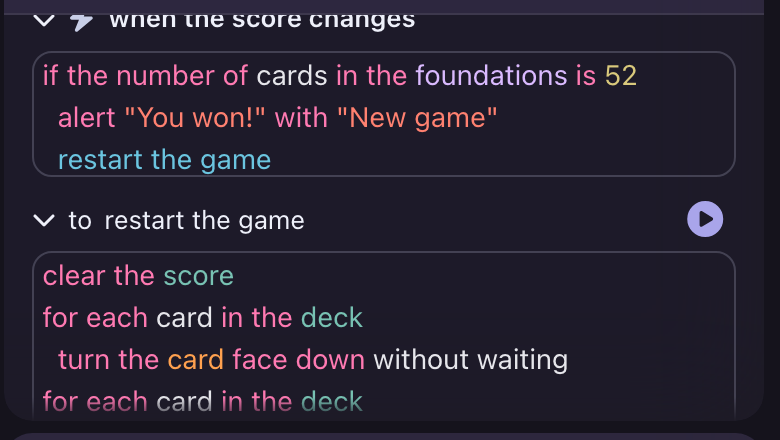 when the score changes
if the number of cards in the foundations is 52
alert "You won!" with "New game"
restart the game
to restart the game
clear the score
for each card in the deck
turn the card face down without waiting
for each card in the deck